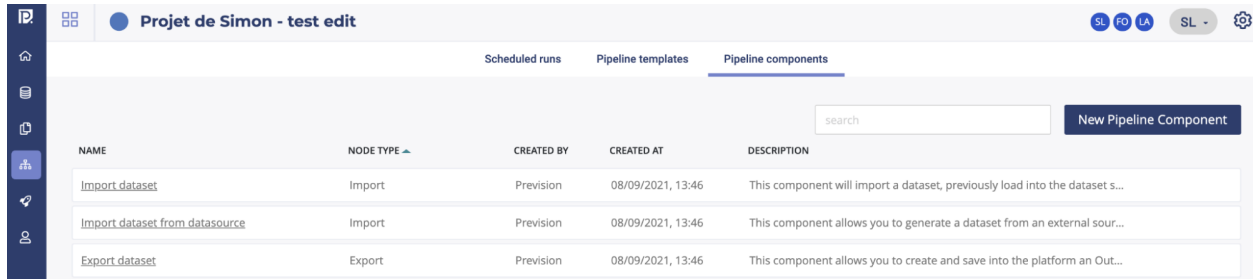 P.
Projet de Simon - test edit
SL FO LA SL
Scheduled runs Pipeline templates Pipeline components
search New Pipeline Component
NAME NODE TYPE CREATED BY CREATED AT DESCRIPTION
Import dataset Import Prevision 08/09/2021, 13:46 This component will import a dataset, previously load into the dataset s...
Import dataset from datasource Import Prevision 08/09/2021, 13:46 This component allows you to generate a dataset from an external sour...
Export dataset Export Prevision 08/09/2021, 13:46 This component allows you to create and save into the platform an Out...